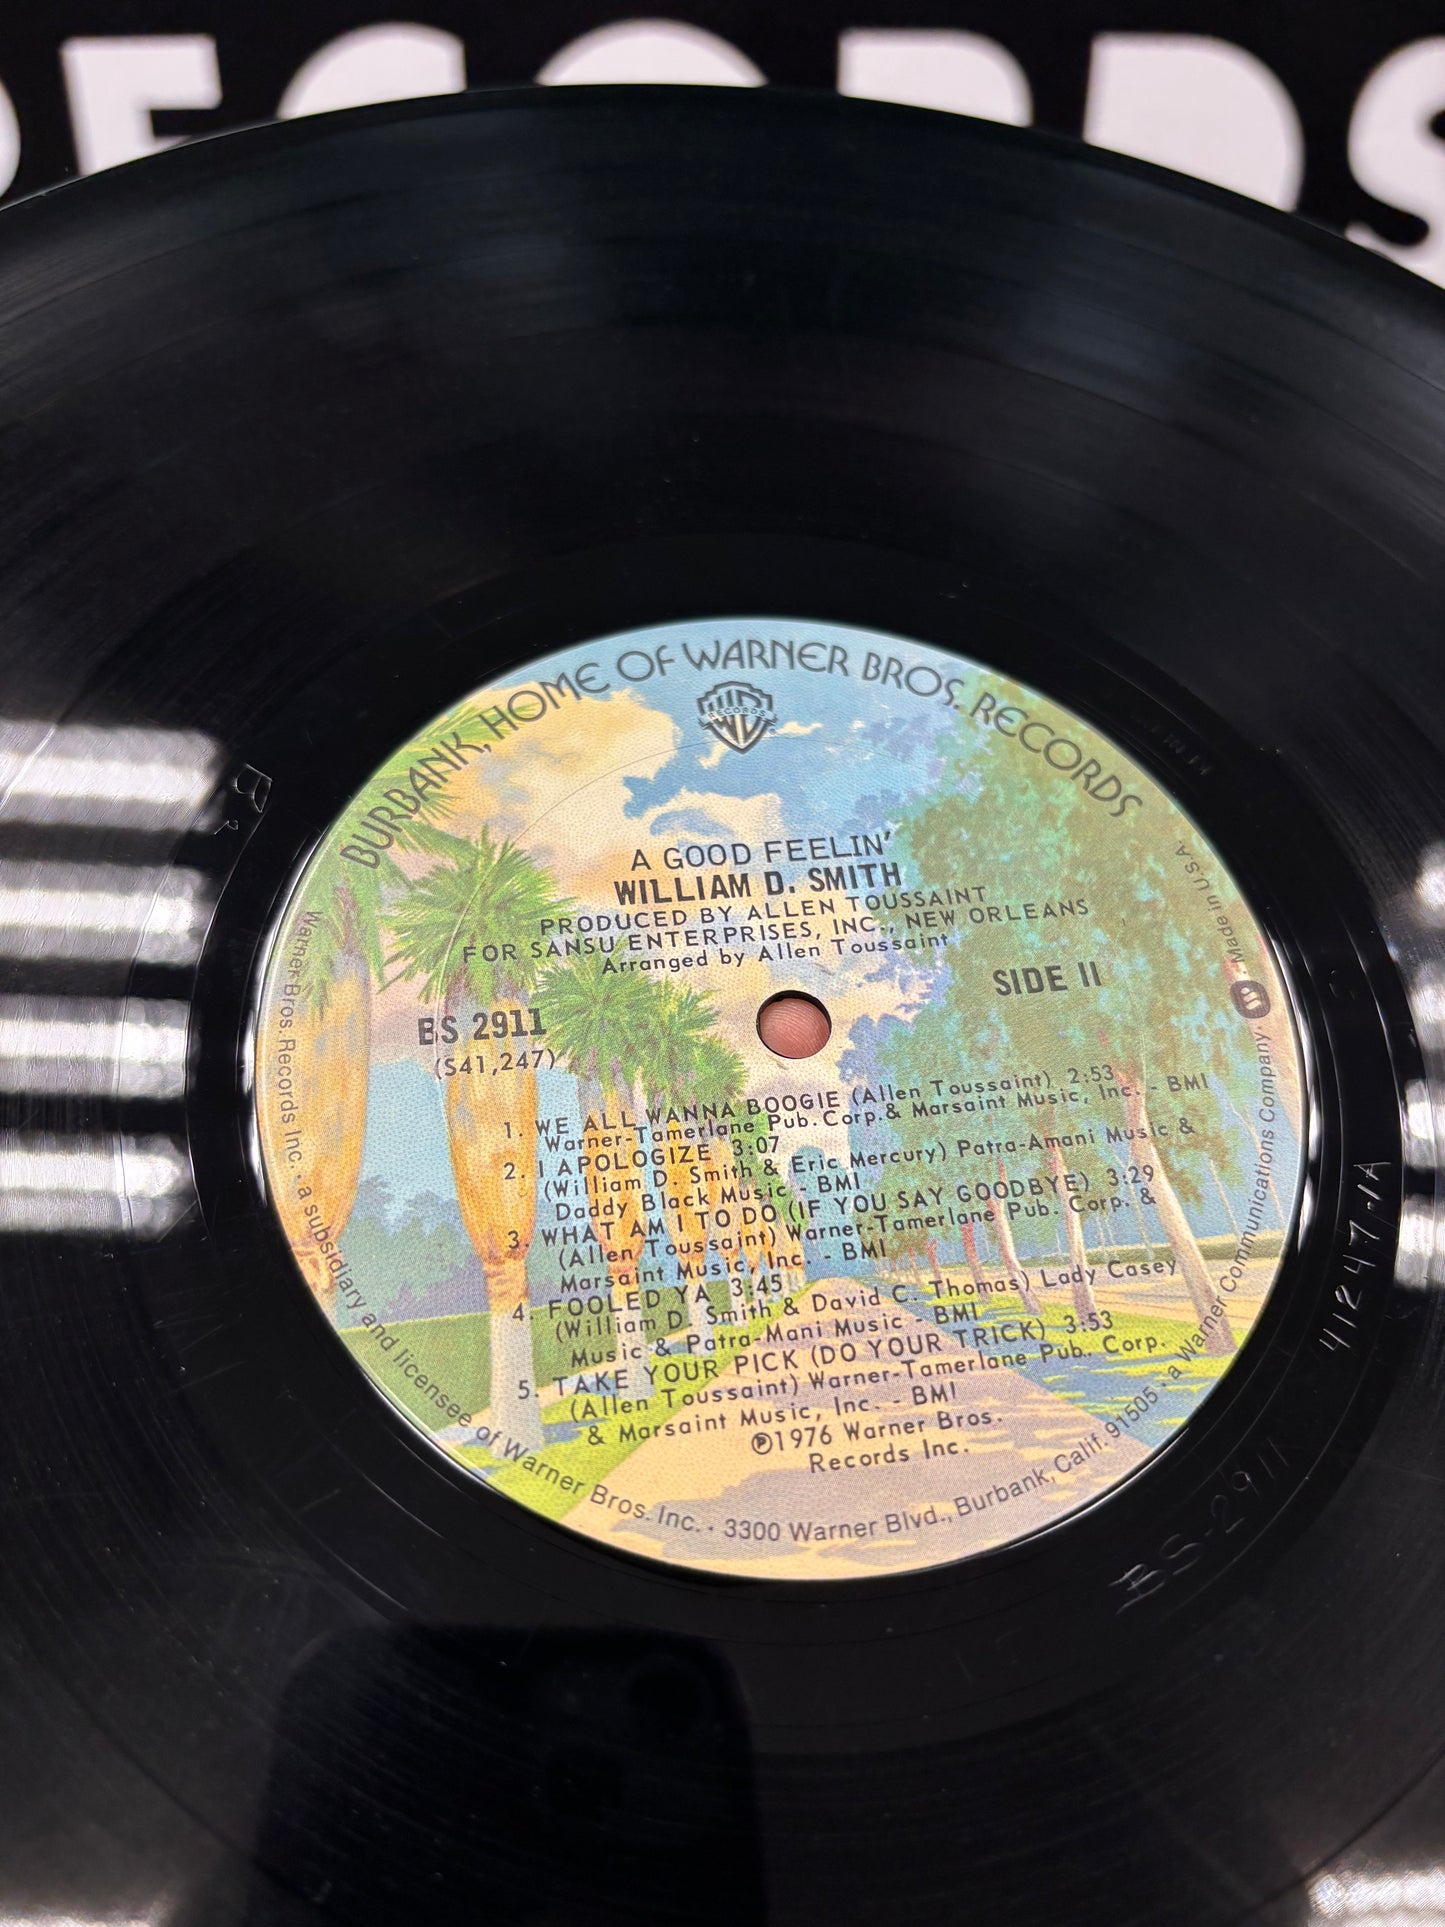 RECORDS
BURBANK, HOME OF WARNER BROS. RECORDS
WB
RECORDS
A GOOD FEELIN'
WILLIAM D. SMITH
PRODUCED BY ALLEN TOUSSAINT
FOR SANSU ENTERPRISES, INC., NEW ORLEANS
Arranged by Allen Toussaint
SIDE II
BS 2911
(S41,247)
1. WE ALL WANNA BOOGIE (Allen Toussaint) 2:53
Warner-Tamerlane Pub. Corp. & Marsaint Music, Inc. - BMI
2. I APOLOGIZE 3:07
(William D. Smith & Eric Mercury) Patra-Amani Music &
Daddy Black Music - BMI
3. WHAT AM I TO DO (IF YOU SAY GOODBYE) 3:29
(Allen Toussaint) Warner-Tamerlane Pub. Corp. &
Marsaint Music, Inc. - BMI
4. FOOLED YA 3:45
(William D. Smith & David C. Thomas) Lady Casey
Music & Patra-Mani Music - BMI
5. TAKE YOUR PICK (DO YOUR TRICK) 3:53
(Allen Toussaint) Warner-Tamerlane Pub. Corp.
& Marsaint Music, Inc. - BMI
℗1976 Warner Bros.
Records Inc.
Warner Bros. Records Inc. • a subsidiary and licensee of Warner Bros. Inc. • 3300 Warner Blvd., Burbank, Calif. 91505 • a Warner Communications Company. • Made in U.S.A.
41247-1A
BS-2911